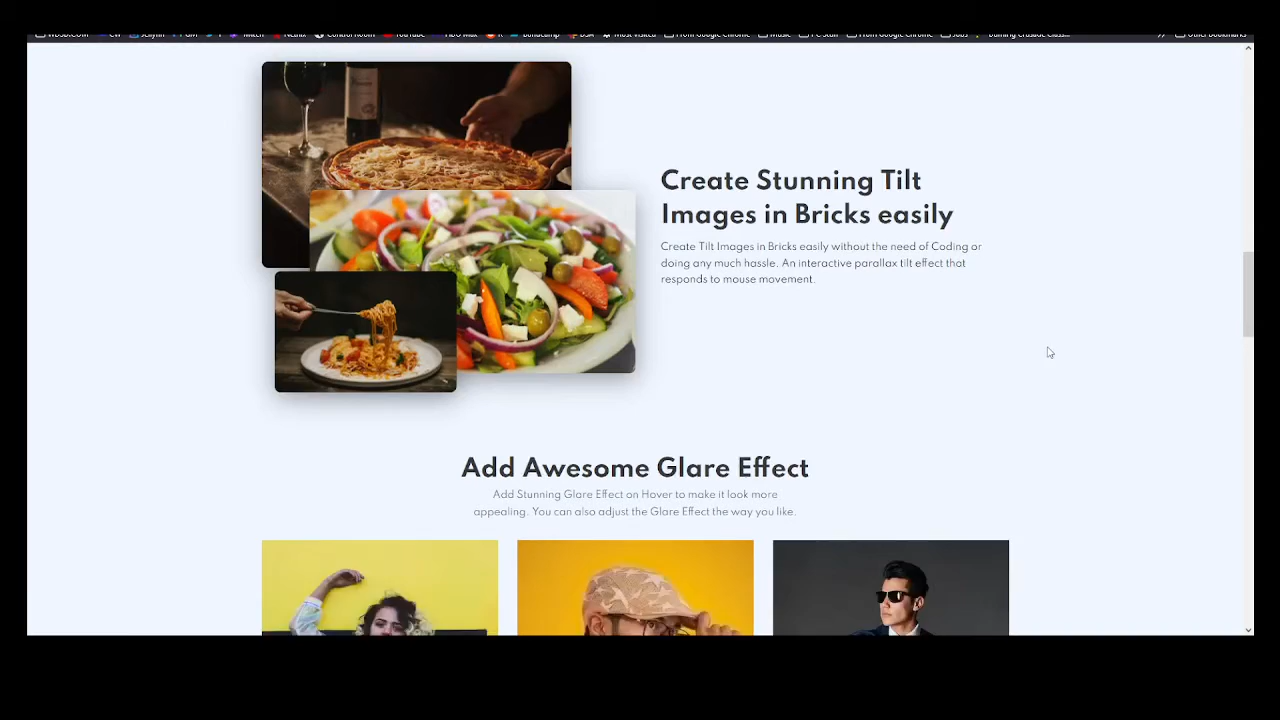 Create Stunning Tilt
Images in Bricks easily
Create Tilt Images in Bricks easily without the need of Coding or
doing any much hassle. An interactive parallax tilt effect that
responds to mouse movement.
Add Awesome Glare Effect
Add Stunning Glare Effect on Hover to make it look more
appealing. You can also adjust the Glare Effect the way you like.